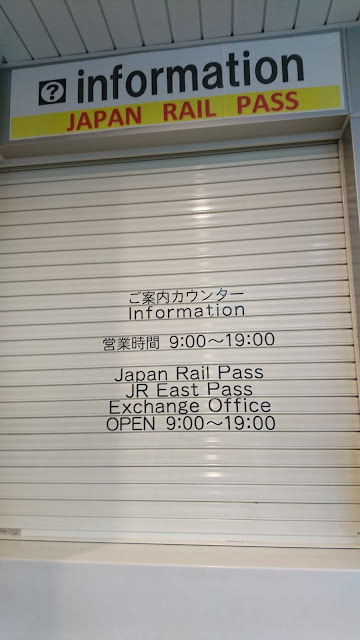 ? information
JAPAN RAIL PASS
ご案内カウンター
Information
営業時間 9:00～19:00
Japan Rail Pass
JR East Pass
Exchange Office
OPEN 9:00～19:00